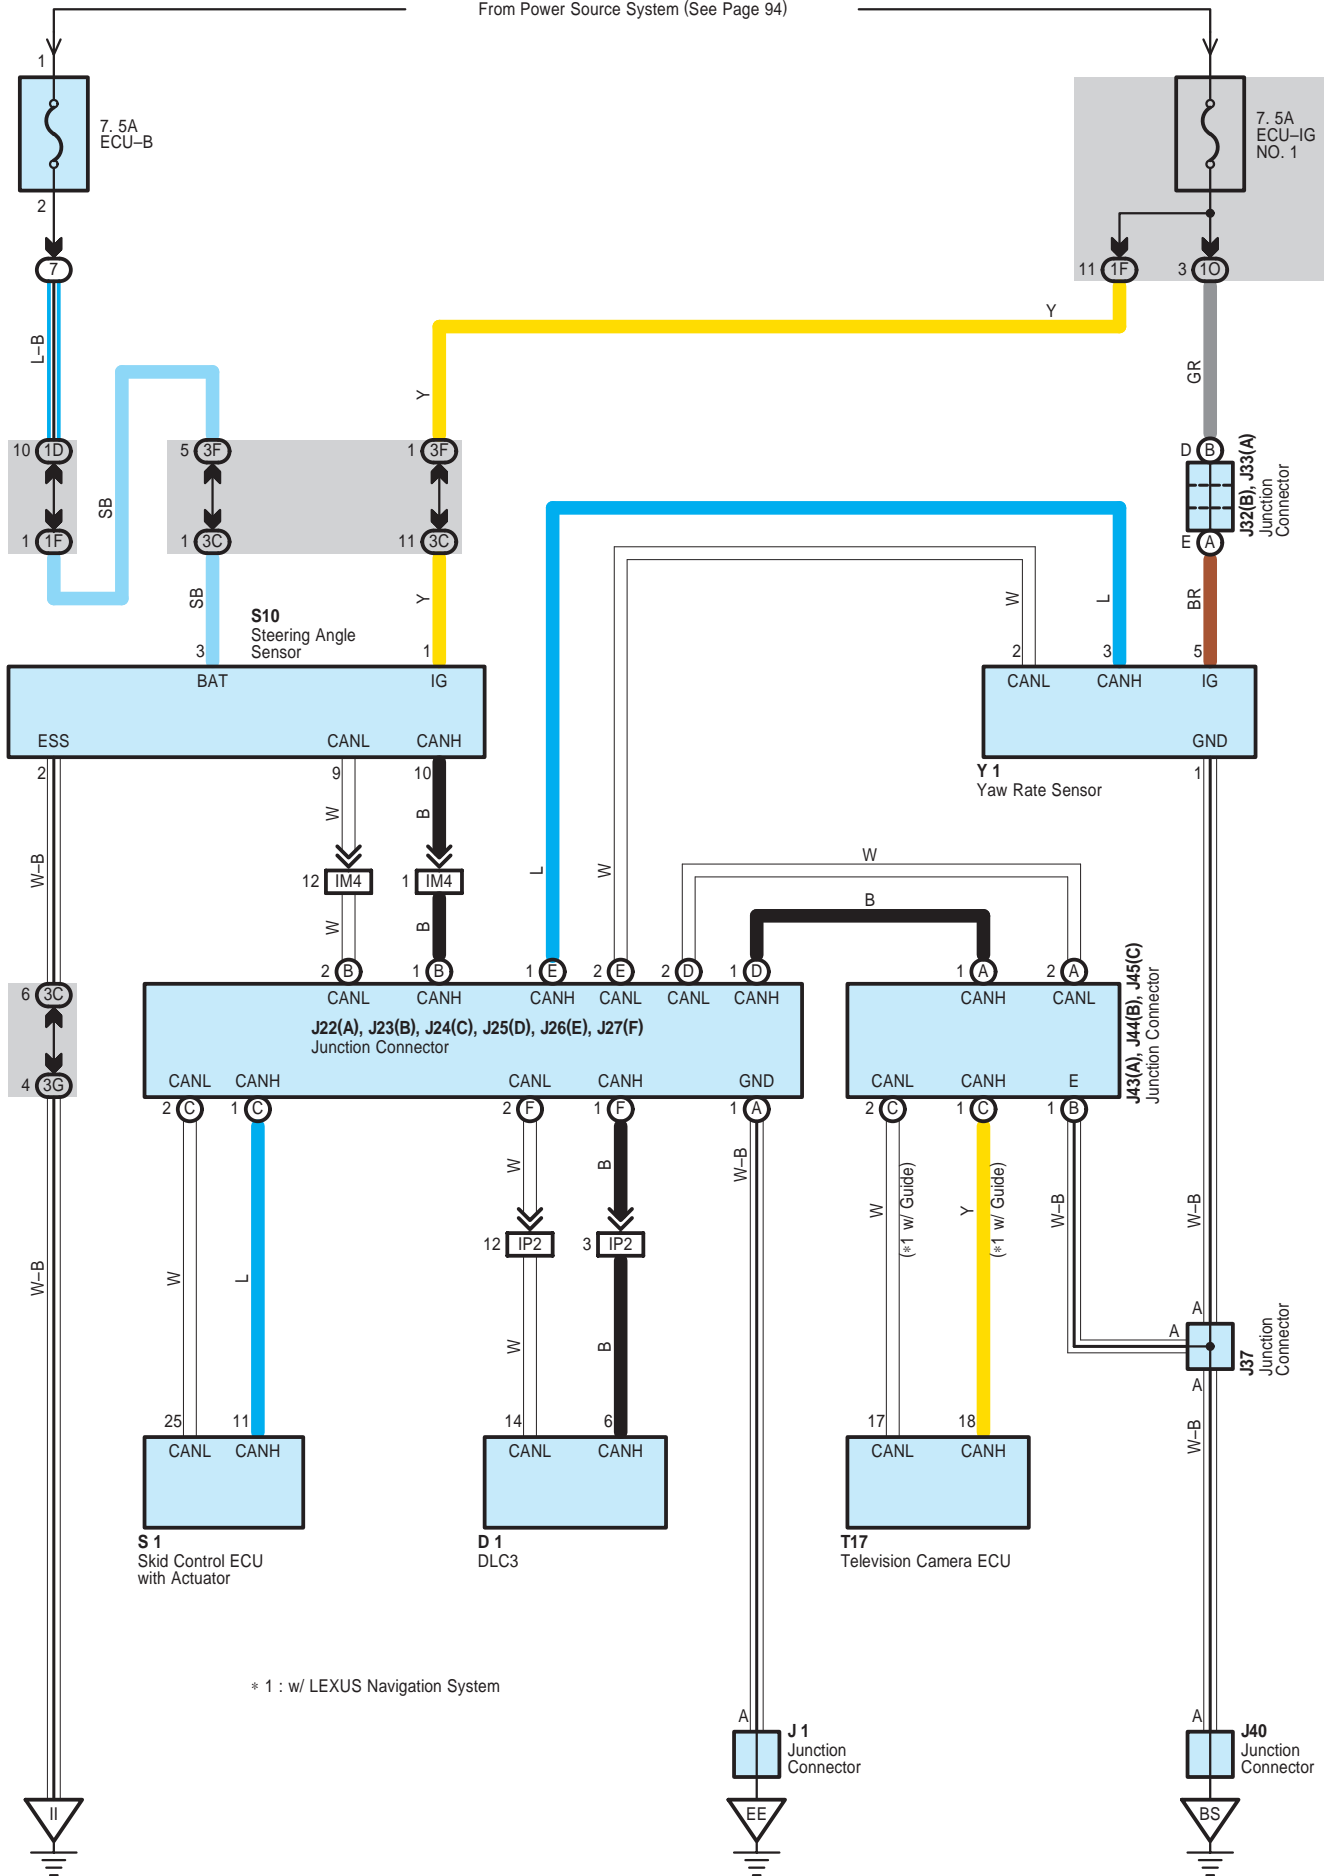 From Power Source System (See Page 94)
1
7. 5A
ECU–B
2
7
7. 5A
ECU–IG
NO. 1
11 1F
3 1O
Y
L–B
Y
GR
10 1D
5 3F
1 3F
D B
J32(B), J33(A)
Junction
Connector
SB
1 1F
1 3C
11 3C
E A
SB
Y
W
L
BR
S10
Steering Angle
Sensor
3
1
2
3
5
BAT
IG
CANL
CANH
IG
ESS
CANL
CANH
GND
2
9
10
Y 1
Yaw Rate Sensor
1
W
B
W–B
L
W
W
12 IM4
1 IM4
B
W
B
2 B
1 B
1 E
2 E
2 D
1 D
1 A
2 A
CANL
CANH
CANH
CANL
CANL
CANH
CANH
CANL
6 3C
J22(A), J23(B), J24(C), J25(D), J26(E), J27(F)
Junction Connector
J43(A), J44(B), J45(C)
Junction Connector
4 3G
CANL
CANH
CANL
CANH
GND
CANL
CANH
E
2 C
1 C
2 F
1 F
1 A
2 C
1 C
1 B
W
B
W–B
W
(*1 w/ Guide)
Y
(*1 w/ Guide)
W–B
W–B
12 IP2
3 IP2
W–B
W
L
W
B
A
A
J37
Junction
Connector
A
W–B
25
11
14
6
17
18
CANL
CANH
CANL
CANH
CANL
CANH
S 1
Skid Control ECU
with Actuator
D 1
DLC3
T17
Television Camera ECU
* 1 : w/ LEXUS Navigation System
A
J 1
Junction
Connector
A
J40
Junction
Connector
II
EE
BS